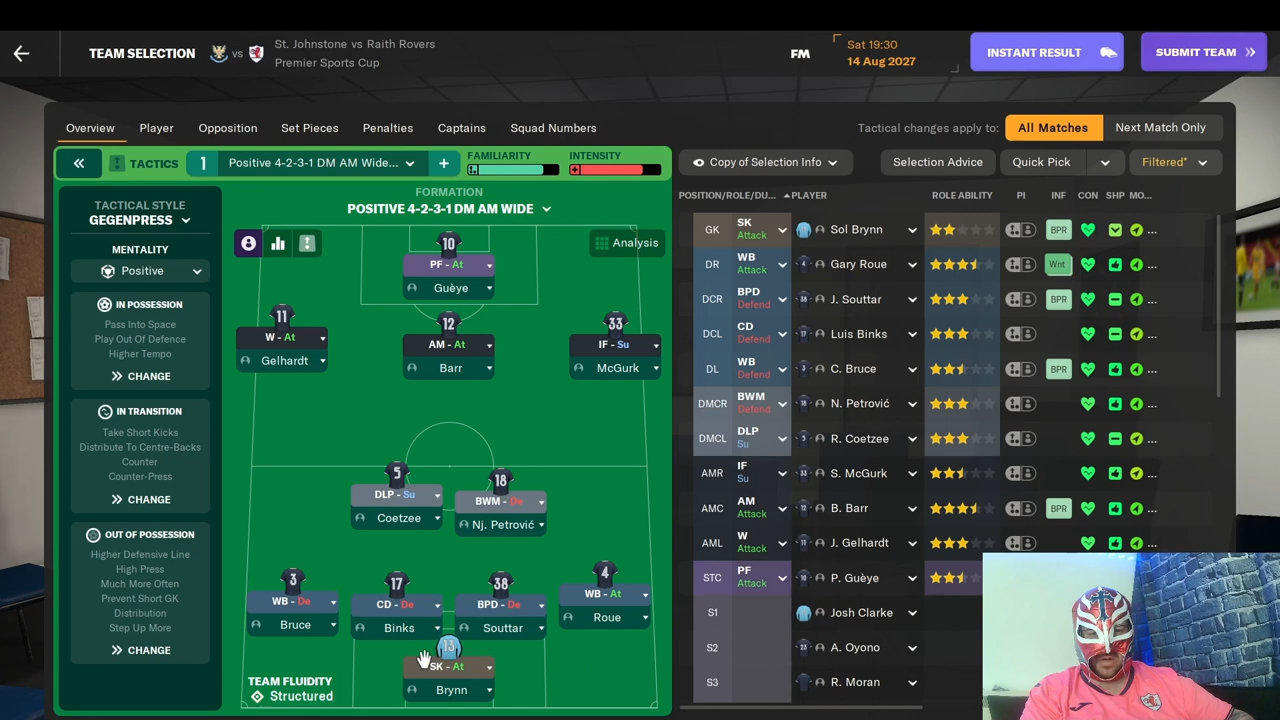 TEAM SELECTION
vs
St. Johnstone vs Raith Rovers
Premier Sports Cup
FM
Sat 19:30
14 Aug 2027
INSTANT RESULT
SUBMIT TEAM
Overview
Player
Opposition
Set Pieces
Penalties
Captains
Squad Numbers
Tactical changes apply to:
All Matches
Next Match Only
TACTICS
1
Positive 4-2-3-1 DM AM Wide...
FAMILIARITY
INTENSITY
TACTICAL STYLE
GEGENPRESS
MENTALITY
Positive
IN POSSESSION
Pass Into Space
Play Out Of Defence
Higher Tempo
CHANGE
IN TRANSITION
Take Short Kicks
Distribute To Centre-Backs
Counter
Counter-Press
CHANGE
OUT OF POSSESSION
Higher Defensive Line
High Press
Much More Often
Prevent Short GK
Distribution
Step Up More
CHANGE
FORMATION
POSITIVE 4-2-3-1 DM AM WIDE
Analysis
10
PF - At
Guèye
11
W - At
Gelhardt
12
AM - At
Barr
33
IF - Su
McGurk
5
DLP - Su
Coetzee
18
BWM - De
Nj. Petrović
3
WB - De
Bruce
17
CD - De
Binks
38
BPD - De
Souttar
4
WB - At
Roue
13
SK - At
Brynn
TEAM FLUIDITY
Structured
Copy of Selection Info
Selection Advice
Quick Pick
Filtered*
POSITION/ROLE/DU...
PLAYER
ROLE ABILITY
PI
INF
CON
SHP
MO...
GK SK Attack Sol Brynn BPR
DR WB Attack Gary Roue Wnt ...
DCR BPD Defend J. Souttar BPR ...
DCL CD Defend Luis Binks ...
DL WB Defend C. Bruce BPR ...
DMCR BWM Defend N. Petrović ...
DMCL DLP Su R. Coetzee ...
AMR IF Su S. McGurk ...
AMC AM Attack B. Barr BPR ...
AML W Attack J. Gelhardt ...
STC PF Attack P. Guèye
S1 Josh Clarke
S2 A. Oyono
S3 R. Moran